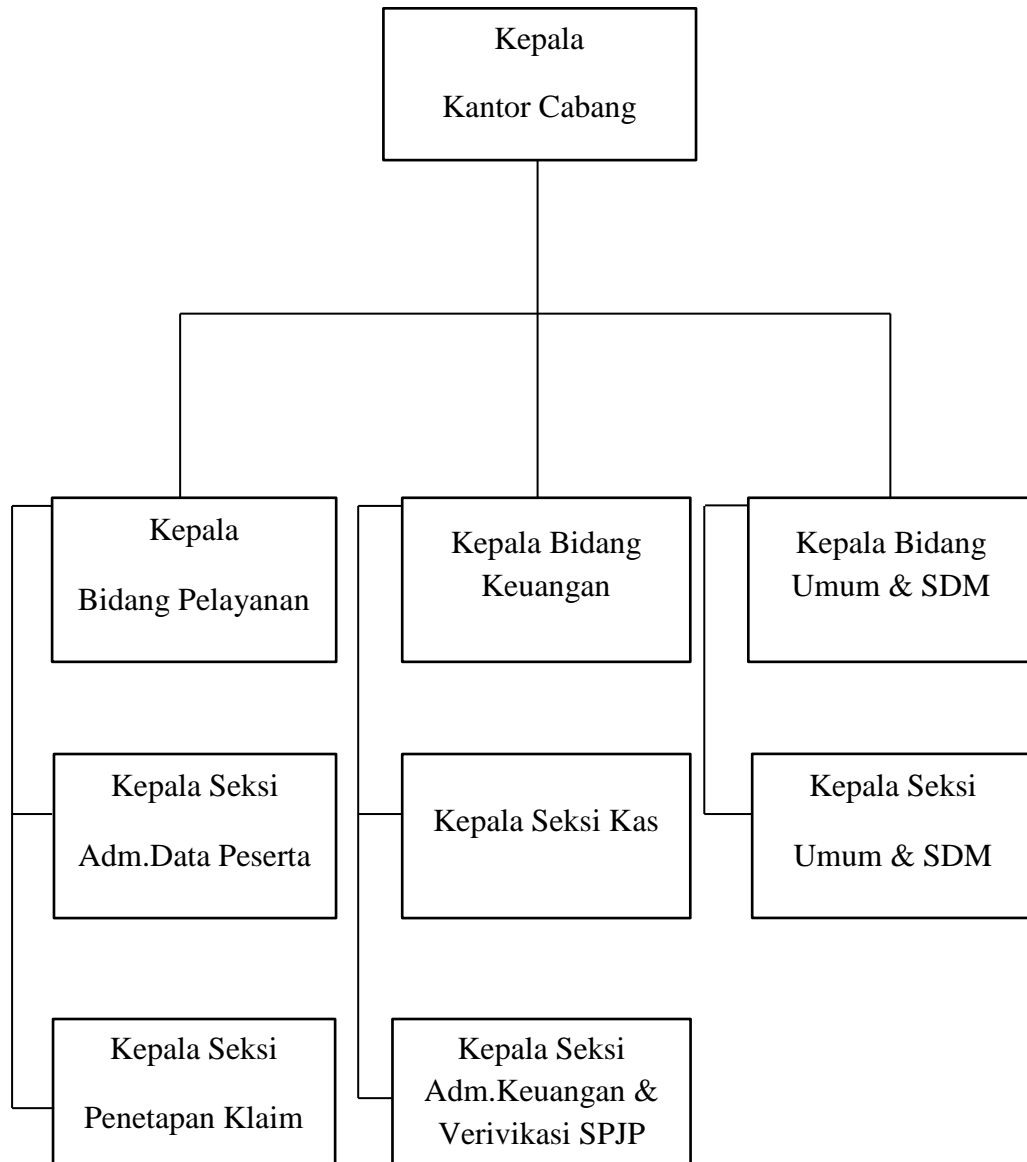 Kepala
Kantor Cabang
Kepala
Bidang Pelayanan
Kepala Bidang
Keuangan
Kepala Bidang
Umum & SDM
Kepala Seksi
Adm.Data Peserta
Kepala Seksi Kas
Kepala Seksi
Umum & SDM
Kepala Seksi
Penetapan Klaim
Kepala Seksi
Adm.Keuangan &
Verivikasi SPJP